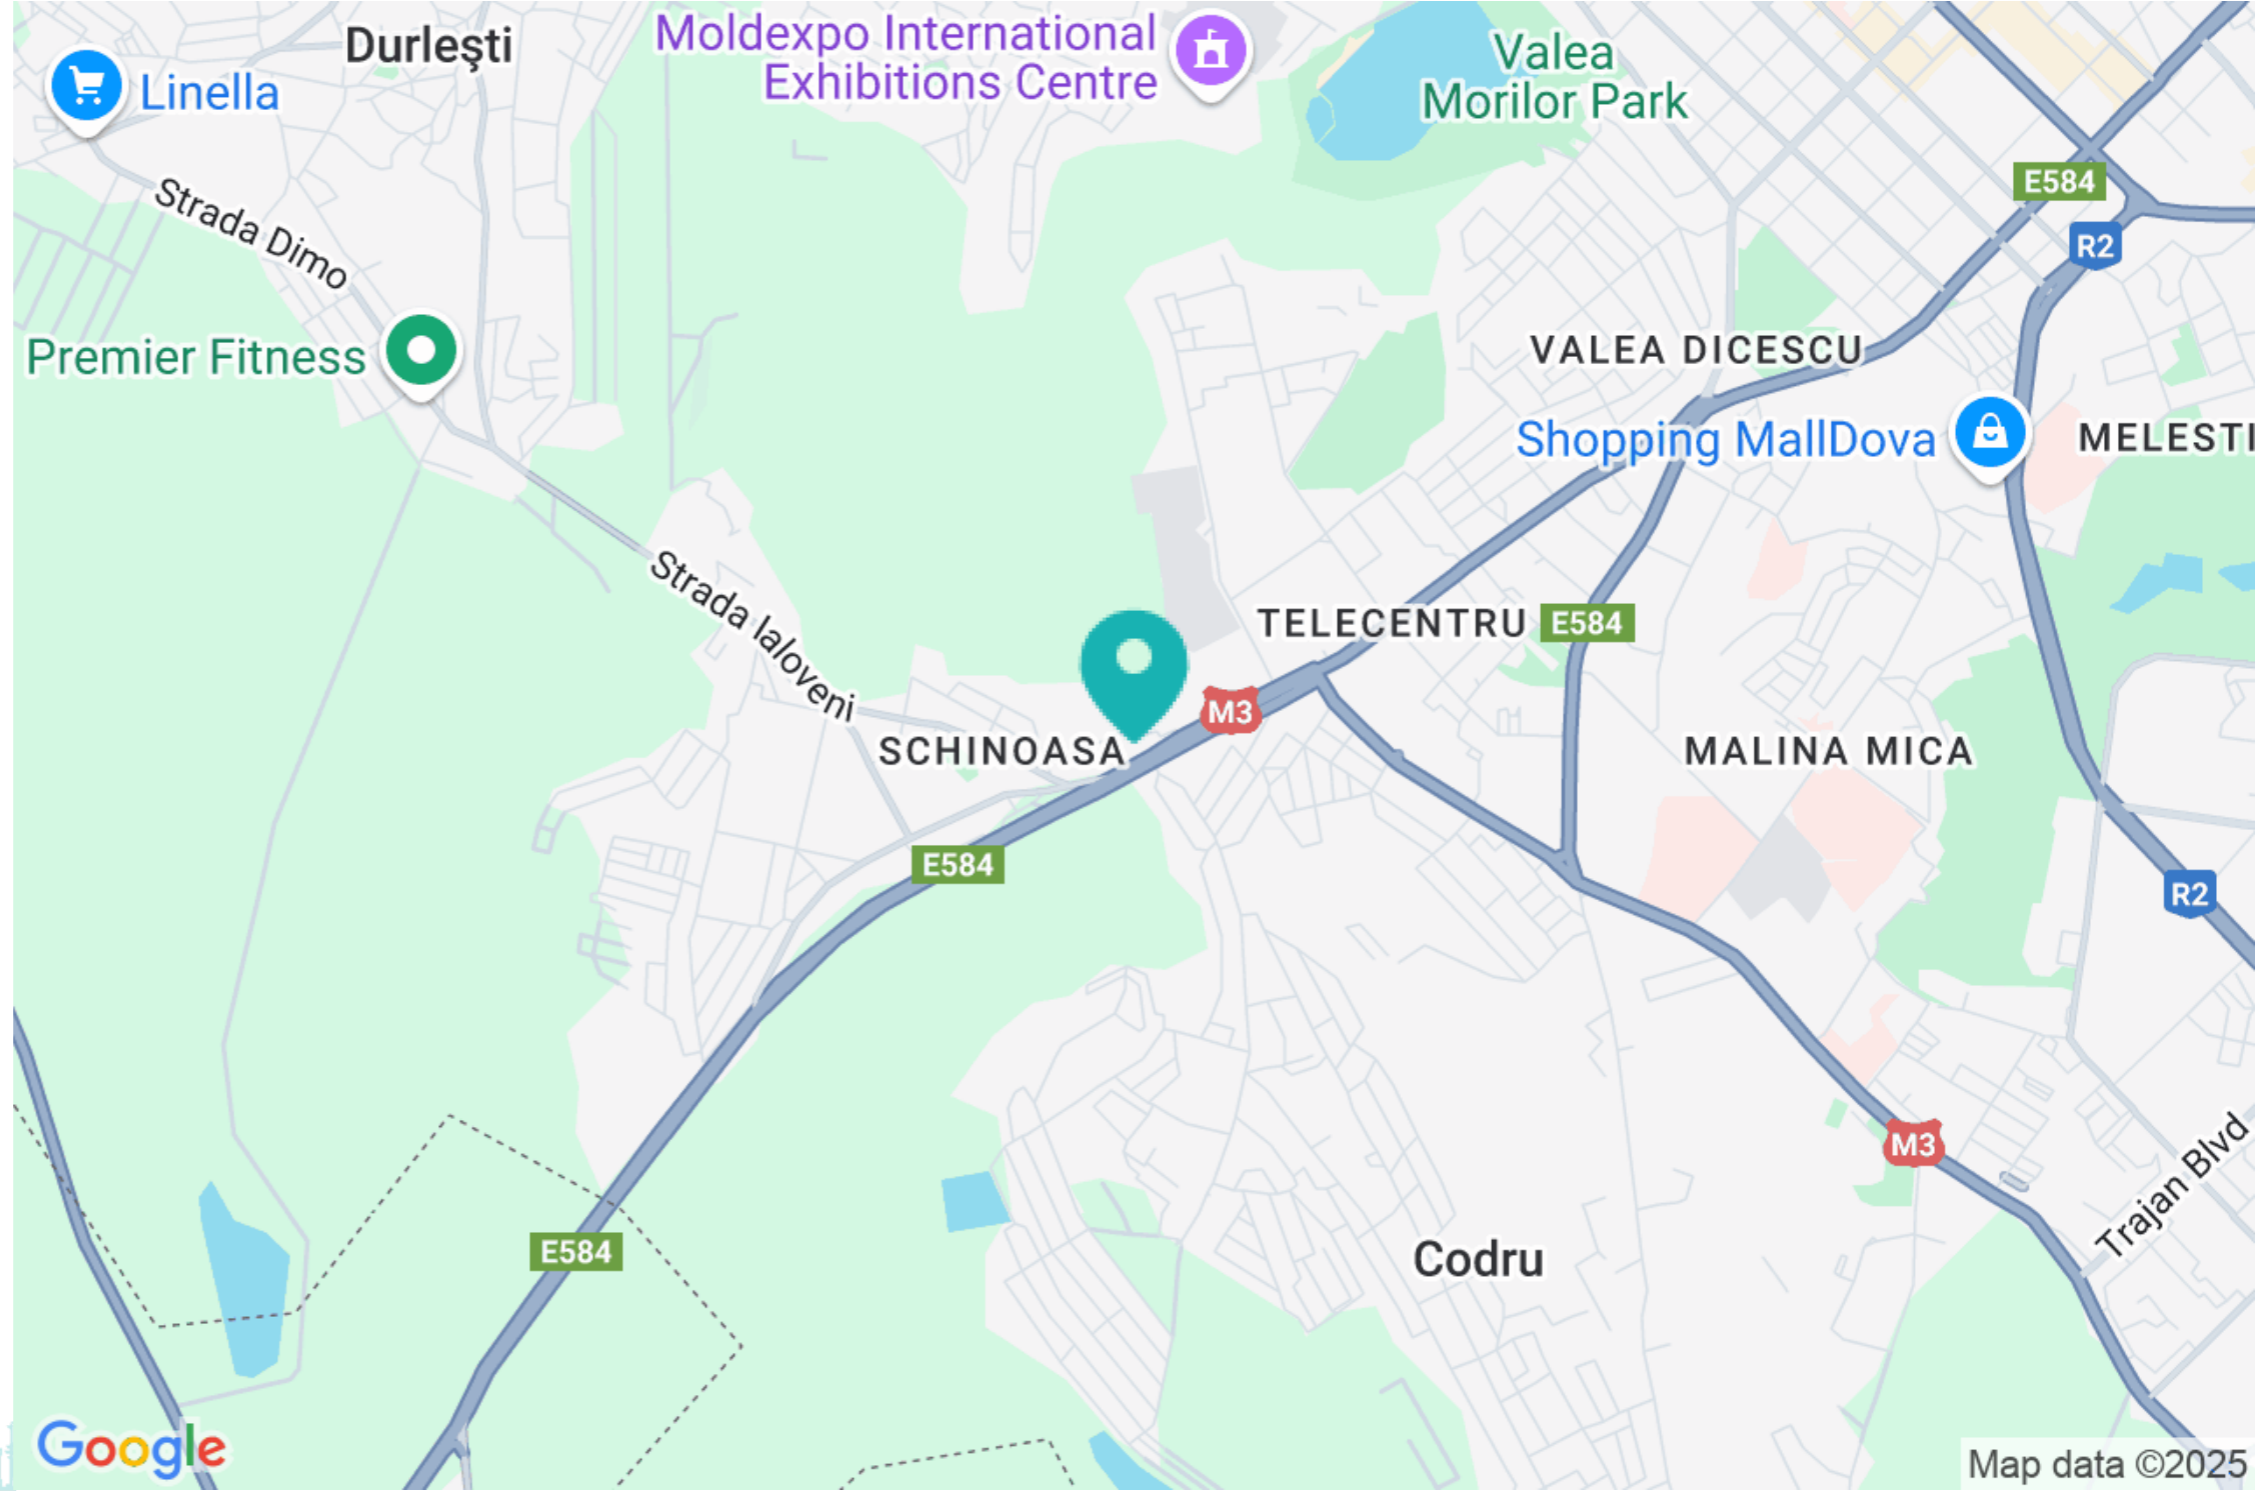 Durleşti
Moldexpo International
Exhibitions Centre
Valea
Morilor Park
Linella
E584
Strada Dimo
R2
Premier Fitness
VALEA DICESCU
Shopping MallDova
MELESTI
Strada Ialoveni
TELECENTRU
E584
M3
SCHINOASA
MALINA MICA
E584
R2
M3
Trajan Blvd
E584
Codru
Google
Map data ©2025